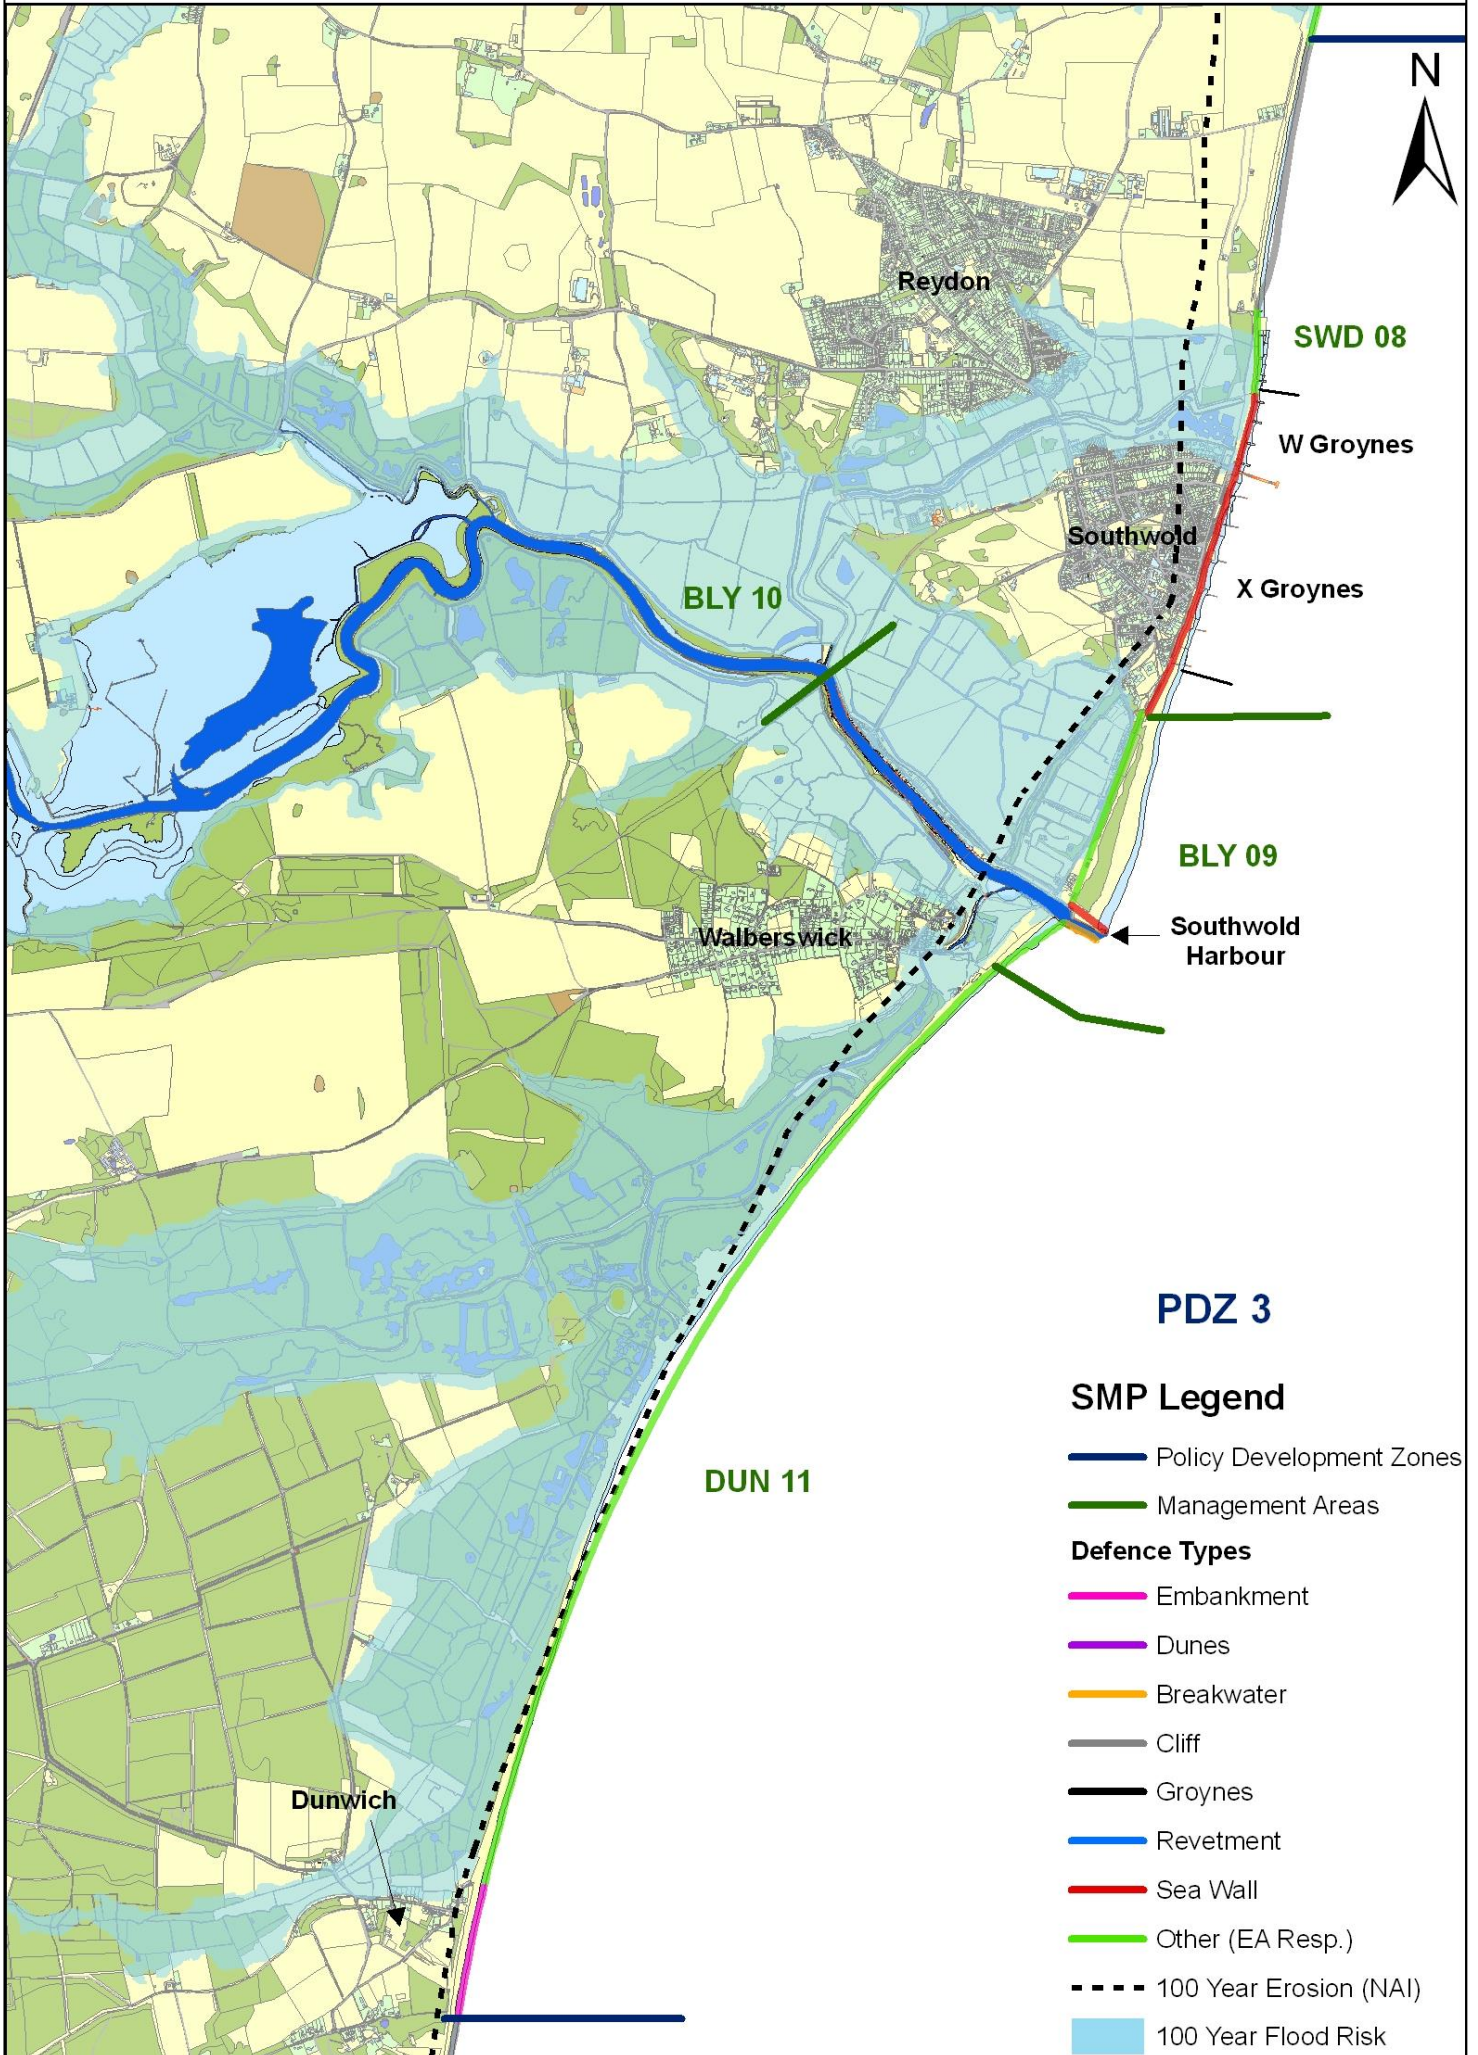 N
Reydon
SWD 08
W Groynes
Southwold
X Groynes
BLY 10
BLY 09
Southwold
Harbour
Walberswick
PDZ 3
SMP Legend
Policy Development Zones
DUN 11
Management Areas
Defence Types
Embankment
Dunes
Breakwater
Cliff
Groynes
Dunwich
Revetment
Sea Wall
Other (EA Resp.)
100 Year Erosion (NAI)
100 Year Flood Risk